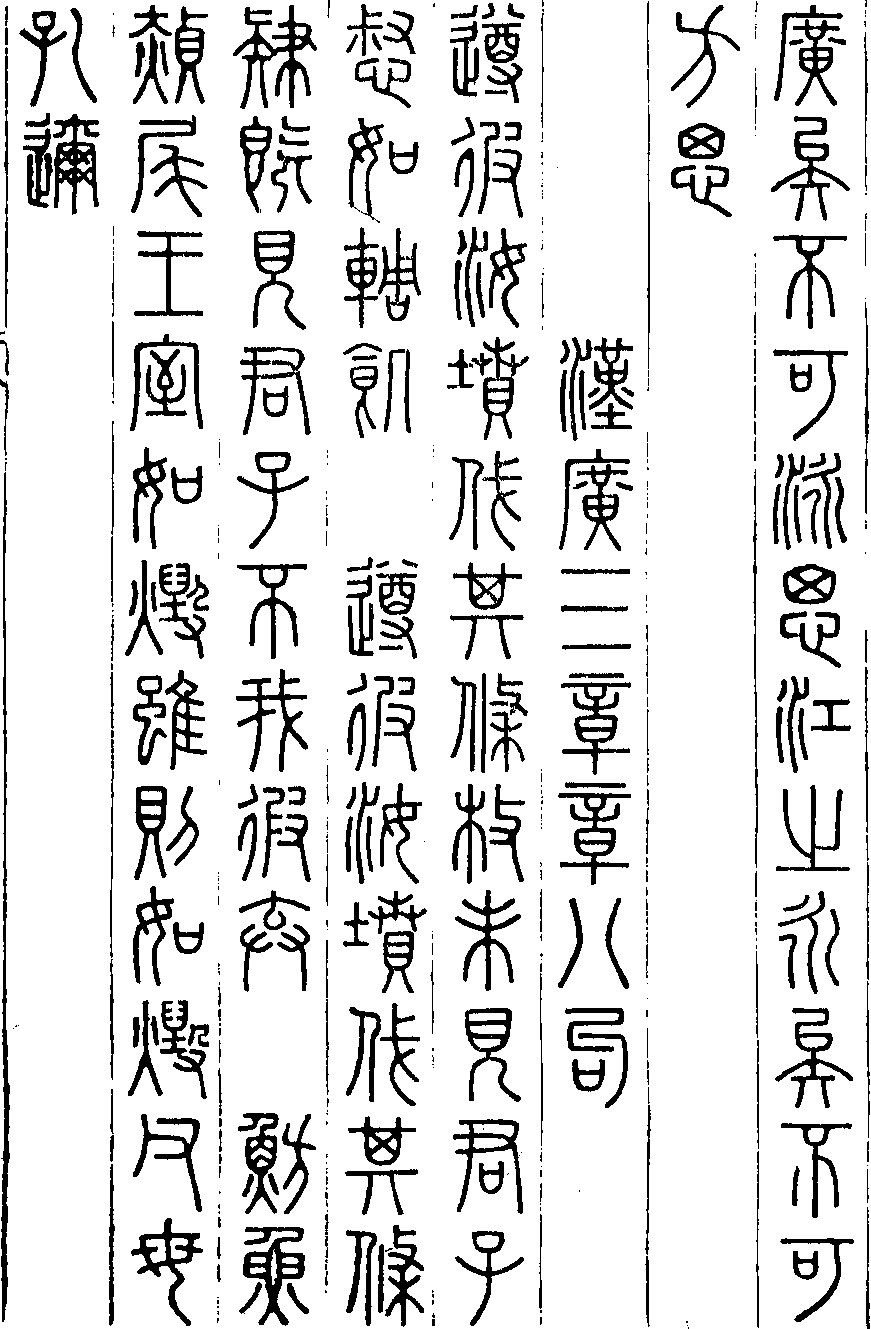 廣矣不可泳思江之永矣不可
方思
漢廣三章章八句
遵彼汝墳伐其條枚未見君子
惄如輖飢　遵彼汝墳伐其條
肄既見君子不我徦弃　魴魚
赬尾王室如燬雖則如燬父母
孔邇